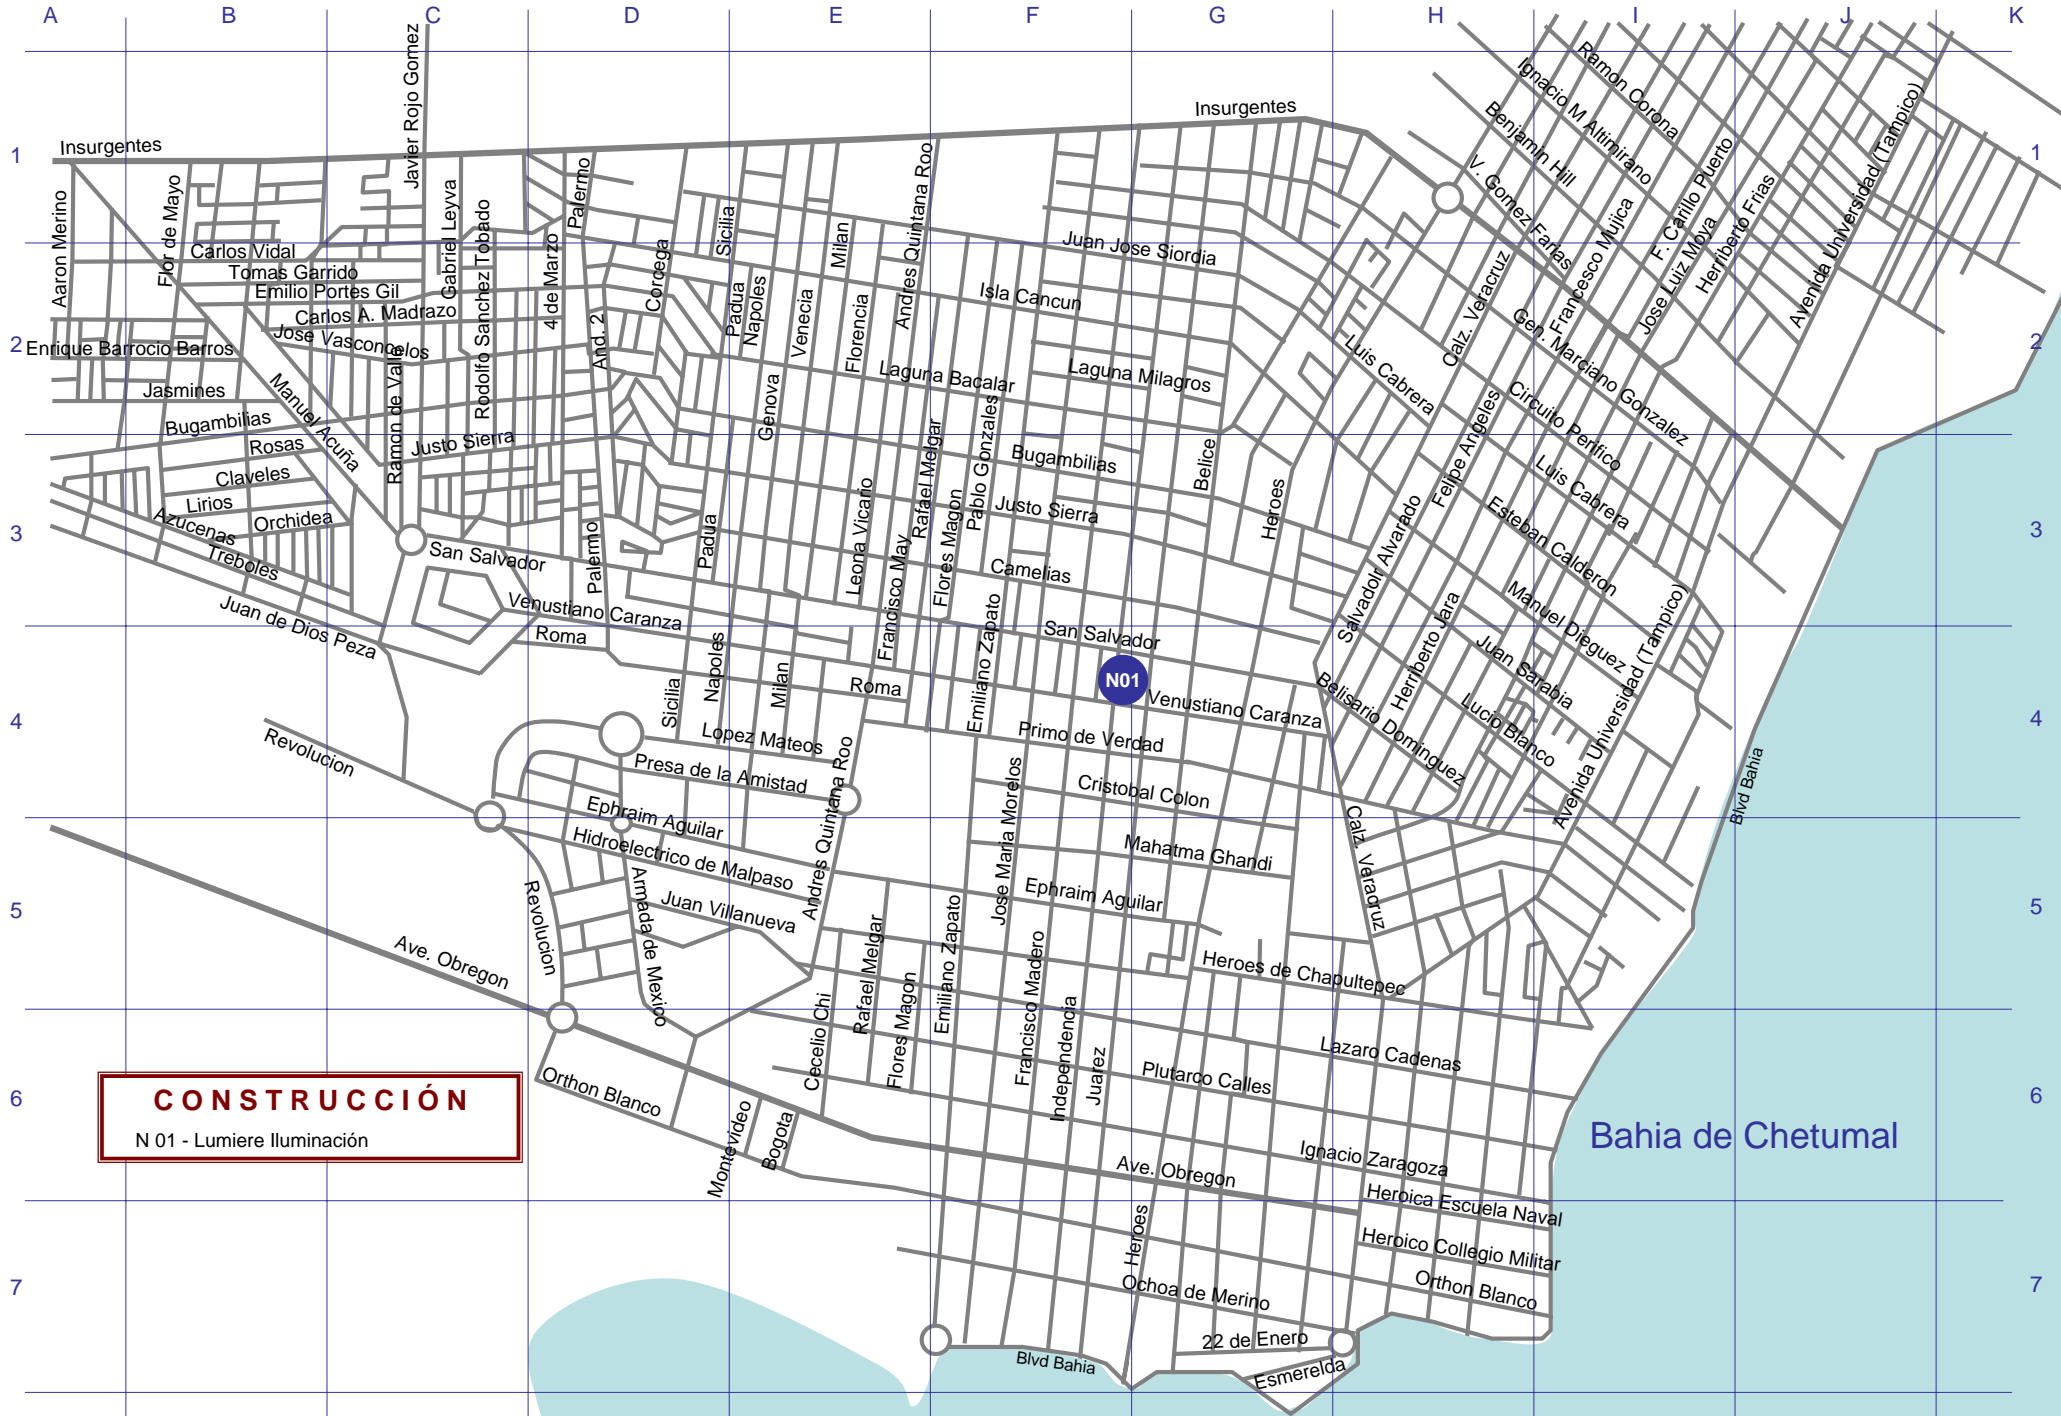 A B C D E F G H I J K
Javier Rojo Gomez
Ramon Corona
Ignacio M Altimirano
Avenida Universidad (Tampico)
Insurgentes
Insurgentes
Benjamin Hill
F. Carillo Puerto
1
1
Palermo
Andres Quintana Roo
V. Gomez Farias
Aaron Merino
Flor de Mayo
Gabriel Leyva
Rodolfo Sanchez Tobado
Sicilia
Milan
Francesco Mujica
Jose Luiz Moya
Herriberto Frias
Carlos Vidal
4 de Marzo
Corcega
Juan Jose Siordia
Calz. Veracruz
Tomas Garrido
Emilio Portes Gil
Padua
Napoles
Venecia
Florencia
Isla Cancun
Carlos A. Madrazo
Gen. Marciano Gonzalez
Jose Vasconcelos
And. 2
Enrique Barrocio Barros
2
2
Luis Cabrera
Ramon de Valle
Jasmines
Manuel Acuña
Genova
Laguna Bacalar
Laguna Milagros
Circuito Perifico
Bugambilias
Felipe Angeles
Rosas
Justo Sierra
Rafael Melgar
Pablo Gonzales
Bugambilias
Belice
Claveles
Luis Cabrera
Lirios
Orchidea
Azucenas
Leona Vicario
Flores Magon
Justo Sierra
Heroes
Salvadolr Alvarado
Esteban Calderon
3
3
Treboles
San Salvador
Palermo
Padua
Francisco May
Camelias
Juan de Dios Peza
Venustiano Caranza
Roma
Emiliano Zapato
San Salvador
Herriberto Jara
Manuel Dieguez
Avenida Universidad (Tampico)
Juan Sarabia
Sicilia
Napoles
Milan
Roma
N01
Venustiano Caranza
Belisario Dominguez
Lucio Blanco
4
4
Revolucion
Lopez Mateos
Primo de Verdad
Presa de la Amistad
Andres Quintana Roo
Cristobal Colon
Jose Maria Morelos
Blvd Bahia
Ephraim Aguilar
Hidroelectrico de Malpaso
Mahatma Ghandi
Calz. Veracruz
Revolucion
Armada de Mexico
Juan Villanueva
Ephraim Aguilar
5
5
Ave. Obregon
Rafael Melgar
Emiliano Zapato
Francisco Madero
Heroes de Chapultepec
Cecelio Chi
Flores Magon
Independencia
Juarez
Lazaro Cadenas
Plutarco Calles
6
6
Orthon Blanco
Montevideo
Bogota
CONSTRUCCIÓN
N 01 - Lumiere Iluminación
Bahia de Chetumal
Ignacio Zaragoza
Ave. Obregon
Heroica Escuela Naval
Heroes
Heroico Collegio Militar
7
7
Orthon Blanco
Ochoa de Merino
22 de Enero
Blvd Bahia
Esmerelda